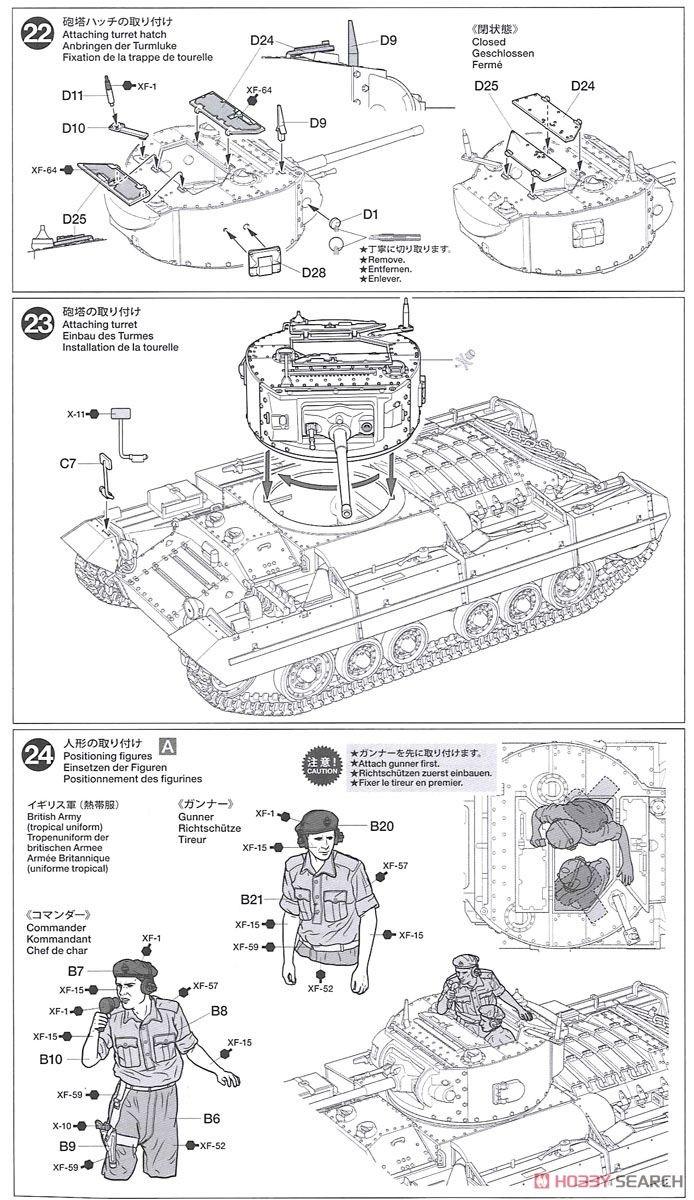 22
砲塔ハッチの取り付け
Attaching turret hatch
Anbringen der Turmluke
Fixation de la trappe de tourelle
D24
D9
《閉状態》
Closed
Geschlossen
Fermé
D11
XF-1
XF-64
D9
D10
XF-64
D25
D1
D28
★丁寧に切り取ります。
★Remove.
★Entfernen.
★Enlever.
D25
D24
23
砲塔の取り付け
Attaching turret
Einbau des Turmes
Installation de la tourelle
X-11
C7
24
人形の取り付け
A
Positioning figures
Einsetzen der Figuren
Positionnement des figurines
注意!
CAUTION
★ガンナーを先に取り付けます。
★Attach gunner first.
★Richtschützen zuerst einbauen.
★Fixer le tireur en premier.
イギリス軍 (熱帯服)
British Army
(tropical uniform)
Tropenuniform der
britischen Armee
Armée Britannique
(uniforme tropical)
《ガンナー》
Gunner
Richtschütze
Tireur
XF-1
B20
XF-15
XF-57
B21
XF-15
XF-15
XF-59
XF-52
《コマンダー》
Commander
Kommandant
Chef de char
XF-1
B7
XF-15
XF-57
XF-1
B8
XF-15
XF-15
B10
XF-59
B6
X-10
B9
XF-52
XF-59
HOBBY SEARCH